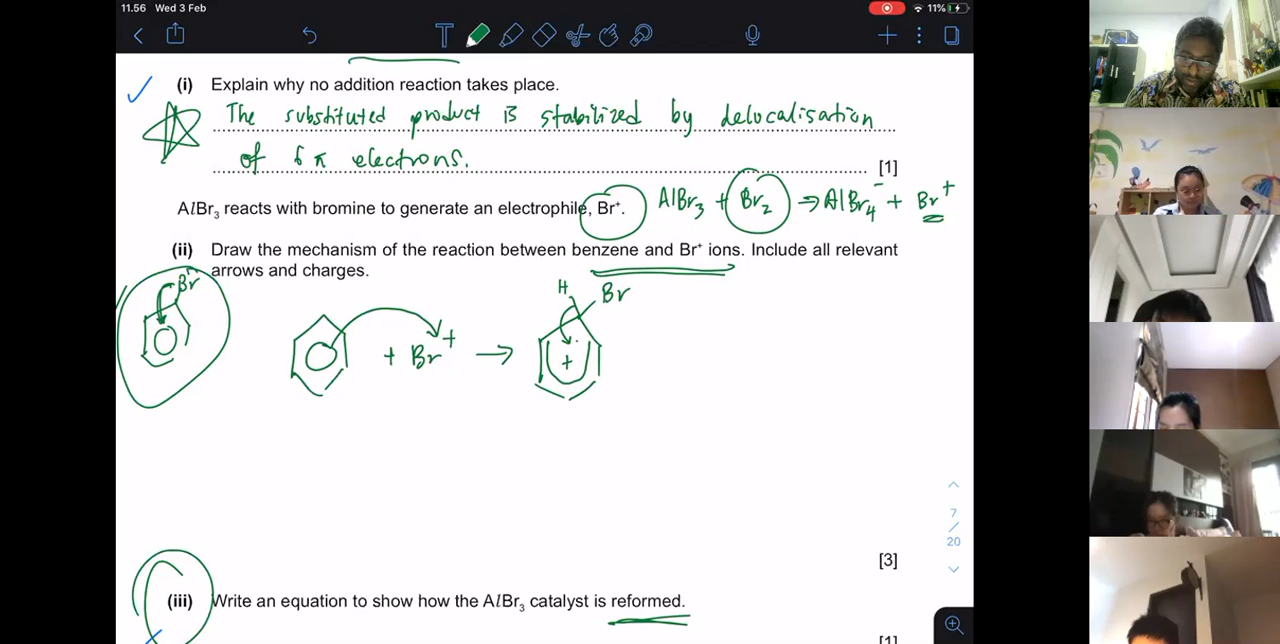 11.56 Wed 3 Feb
11%
T
(i) Explain why no addition reaction takes place.
The substituted product is stabilized by delocalisation
of 6 π electrons.
[1]
AlBr₃ reacts with bromine to generate an electrophile, Br⁺.
AlBr₃ + Br₂ → AlBr₄⁻ + Br⁺
(ii) Draw the mechanism of the reaction between benzene and Br⁺ ions. Include all relevant
arrows and charges.
Br
+ Br⁺ →
H Br
+
[3]
7
/
20
(iii) Write an equation to show how the AlBr₃ catalyst is reformed.
[1]